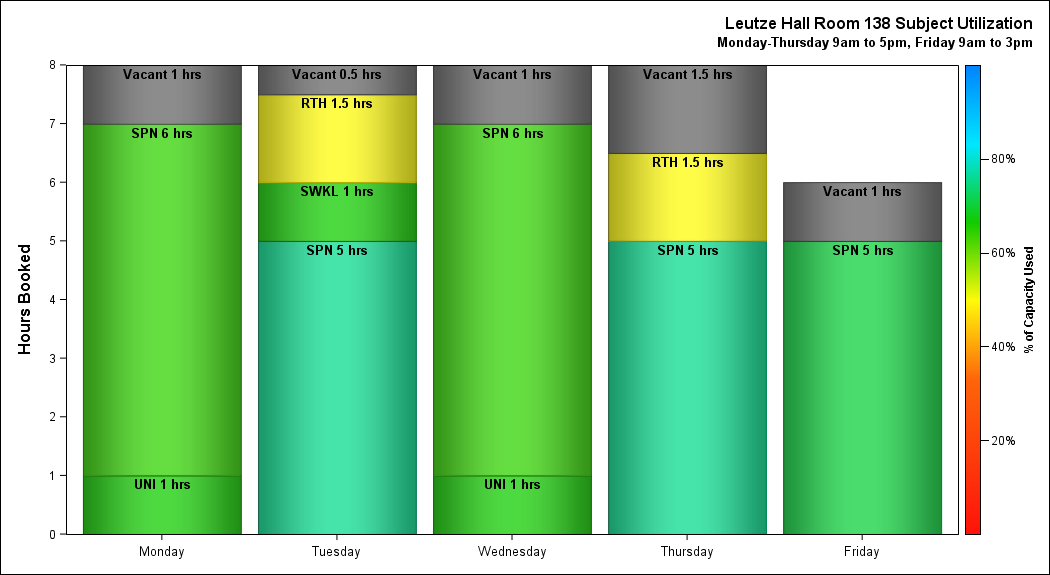 Leutze Hall Room 138 Subject Utilization
Monday-Thursday 9am to 5pm, Friday 9am to 3pm
Hours Booked
8
7
6
5
4
3
2
1
0
Vacant 1 hrs
SPN 6 hrs
UNI 1 hrs
Vacant 0.5 hrs
RTH 1.5 hrs
SWKL 1 hrs
SPN 5 hrs
Vacant 1 hrs
SPN 6 hrs
UNI 1 hrs
Vacant 1.5 hrs
RTH 1.5 hrs
SPN 5 hrs
Vacant 1 hrs
SPN 5 hrs
Monday
Tuesday
Wednesday
Thursday
Friday
80%
60%
40%
20%
% of Capacity Used